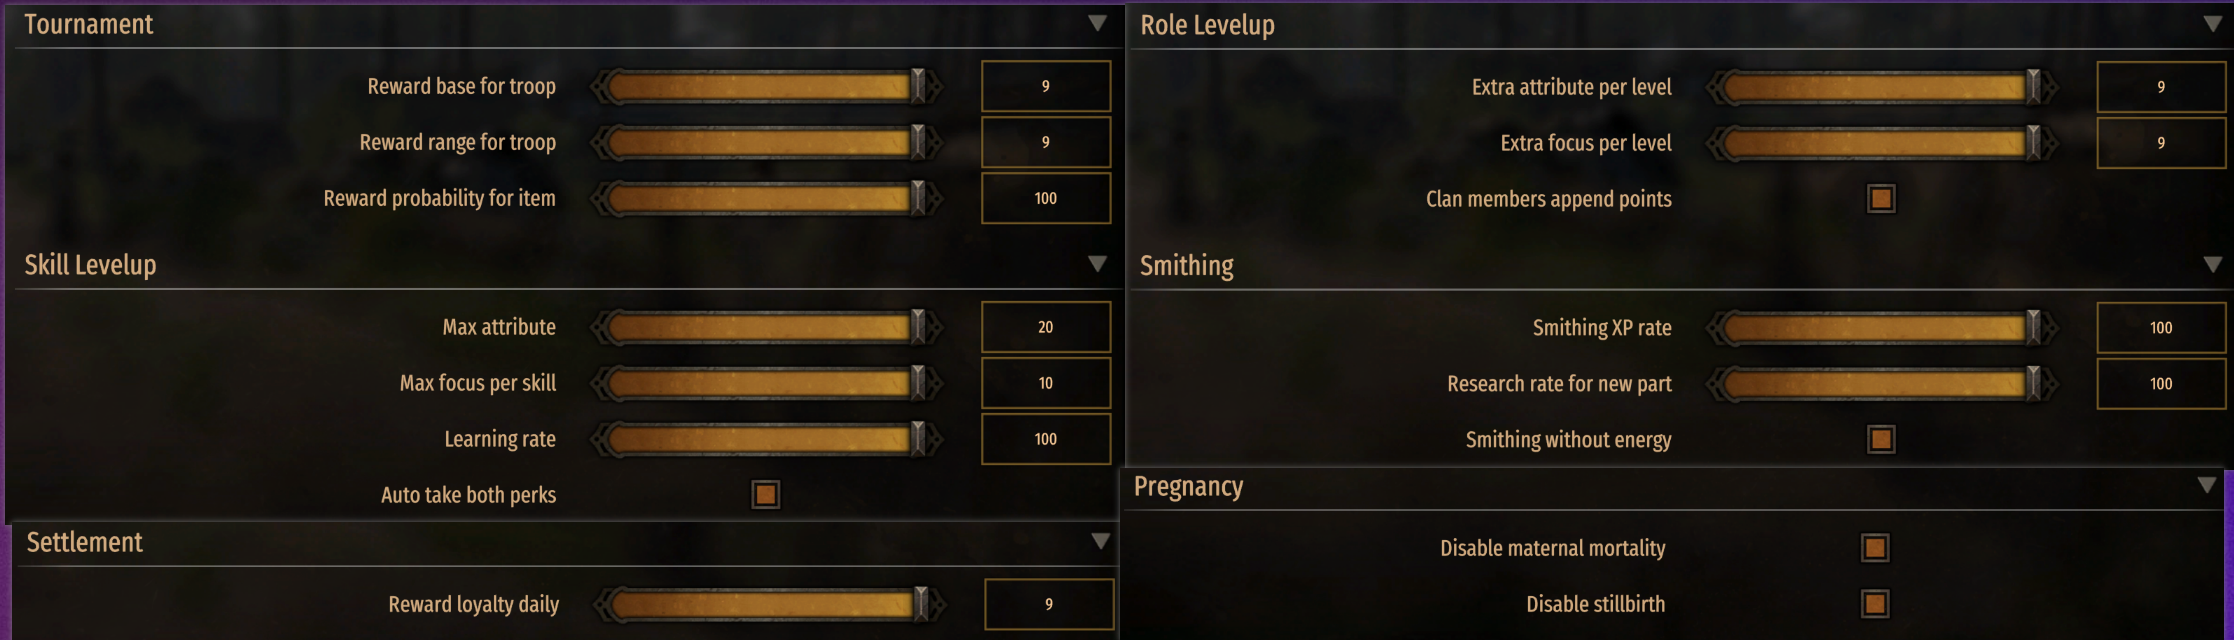 Tournament
Reward base for troop 9
Reward range for troop 9
Reward probability for item 100
Skill Levelup
Max attribute 20
Max focus per skill 10
Learning rate 100
Auto take both perks
Settlement
Reward loyalty daily 9
Role Levelup
Extra attribute per level 9
Extra focus per level 9
Clan members append points
Smithing
Smithing XP rate 100
Research rate for new part 100
Smithing without energy
Pregnancy
Disable maternal mortality
Disable stillbirth